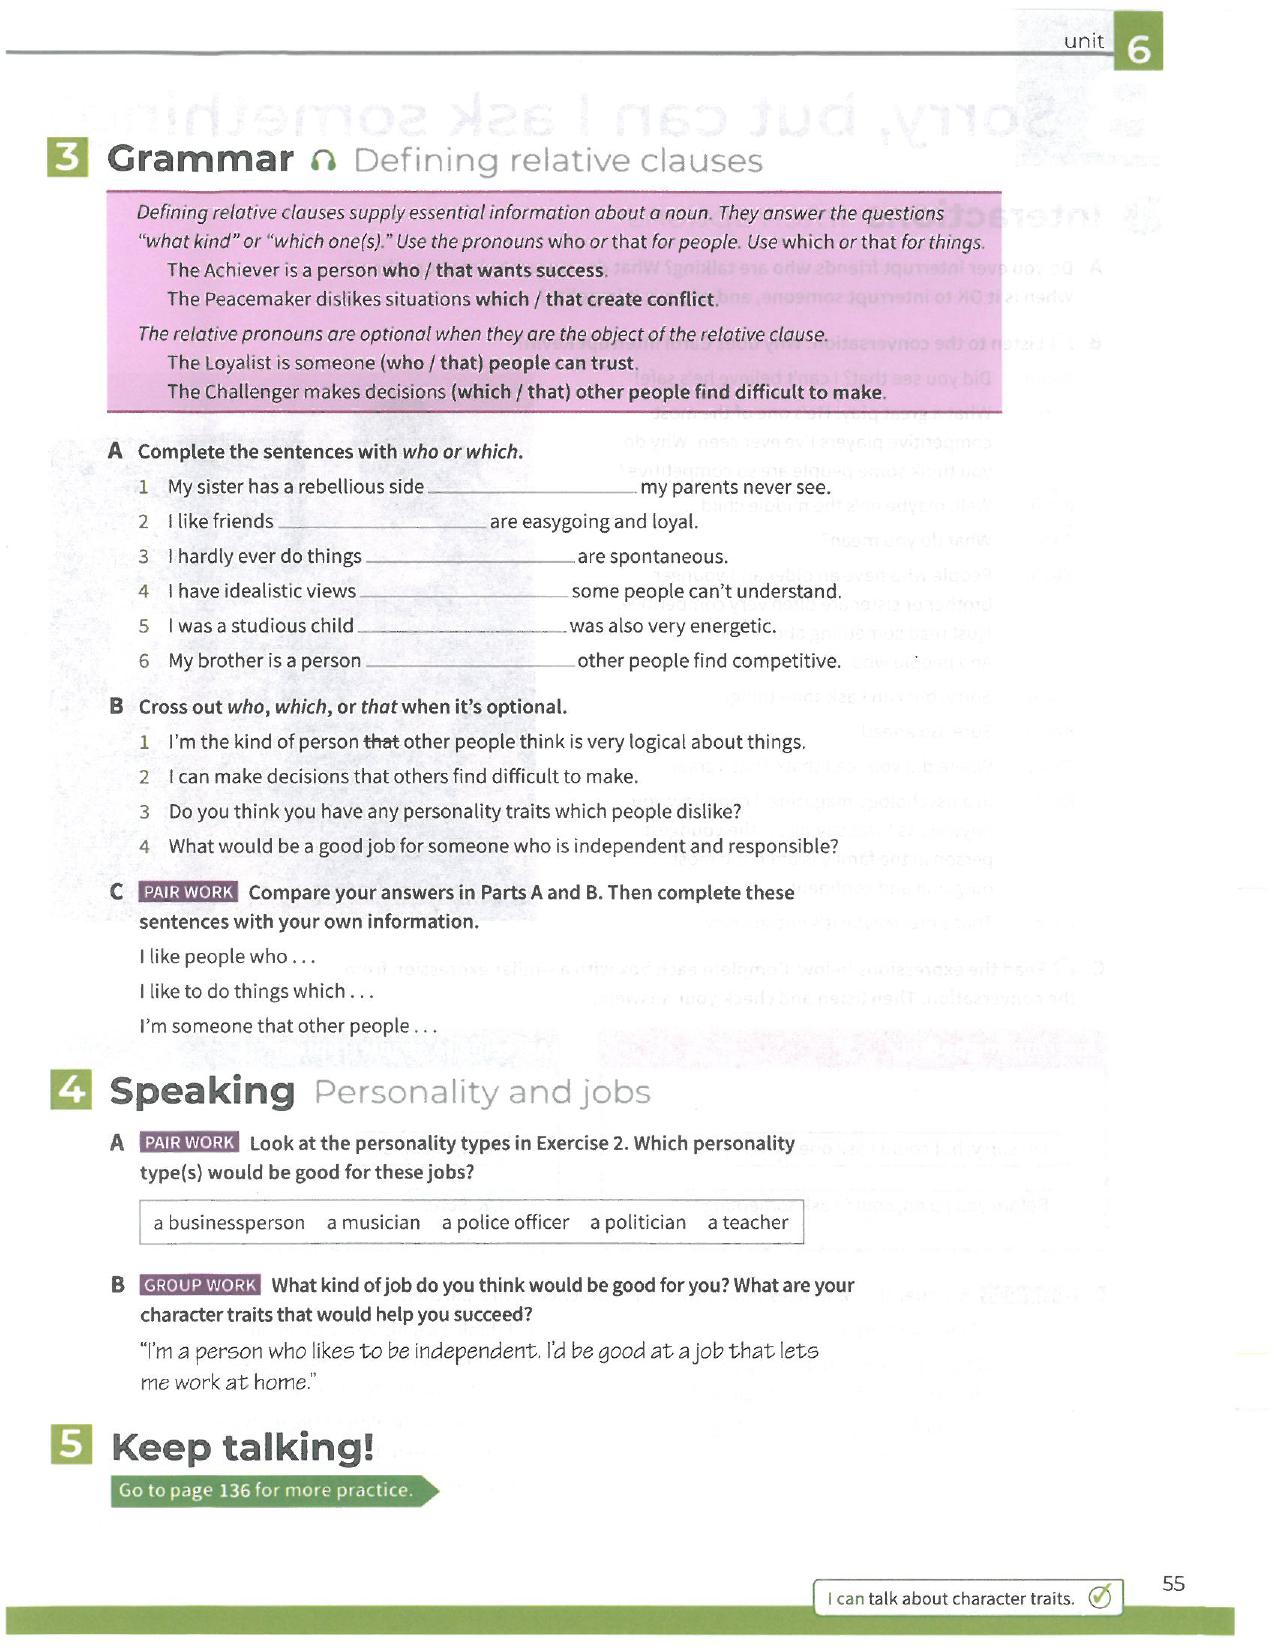 unit 6
3 Grammar Defining relative clauses
Defining relative clauses supply essential information about a noun. They answer the questions
"what kind" or "which one(s)." Use the pronouns who or that for people. Use which or that for things.
The Achiever is a person who / that wants success.
The Peacemaker dislikes situations which / that create conflict.
The relative pronouns are optional when they are the object of the relative clause.
The Loyalist is someone (who / that) people can trust.
The Challenger makes decisions (which / that) other people find difficult to make.
A Complete the sentences with who or which.
1 My sister has a rebellious side ____________ my parents never see.
2 I like friends ____________ are easygoing and loyal.
3 I hardly ever do things ____________ are spontaneous.
4 I have idealistic views ____________ some people can't understand.
5 I was a studious child ____________ was also very energetic.
6 My brother is a person ____________ other people find competitive.
B Cross out who, which, or that when it's optional.
1 I'm the kind of person that other people think is very logical about things.
2 I can make decisions that others find difficult to make.
3 Do you think you have any personality traits which people dislike?
4 What would be a good job for someone who is independent and responsible?
C PAIR WORK Compare your answers in Parts A and B. Then complete these
sentences with your own information.
I like people who . . .
I like to do things which . . .
I'm someone that other people . . .
4 Speaking Personality and jobs
A PAIR WORK Look at the personality types in Exercise 2. Which personality
type(s) would be good for these jobs?
a businessperson a musician a police officer a politician a teacher
B GROUP WORK What kind of job do you think would be good for you? What are your
character traits that would help you succeed?
"I'm a person who likes to be independent. I'd be good at a job that lets
me work at home."
5 Keep talking!
Go to page 136 for more practice.
I can talk about character traits.
55